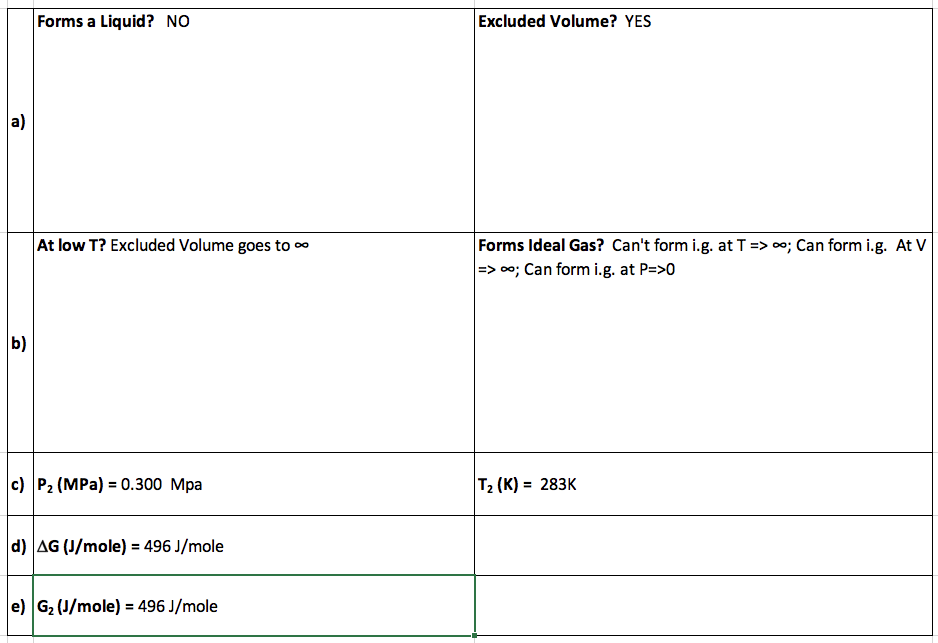 Forms a Liquid? NO
Excluded Volume? YES
a)
At low T? Excluded Volume goes to ∞
Forms Ideal Gas? Can't form i.g. at T => ∞; Can form i.g. At V
=> ∞; Can form i.g. at P=>0
b)
c) P₂ (MPa) = 0.300 Mpa
T₂ (K) = 283K
d) ΔG (J/mole) = 496 J/mole
e) G₂ (J/mole) = 496 J/mole